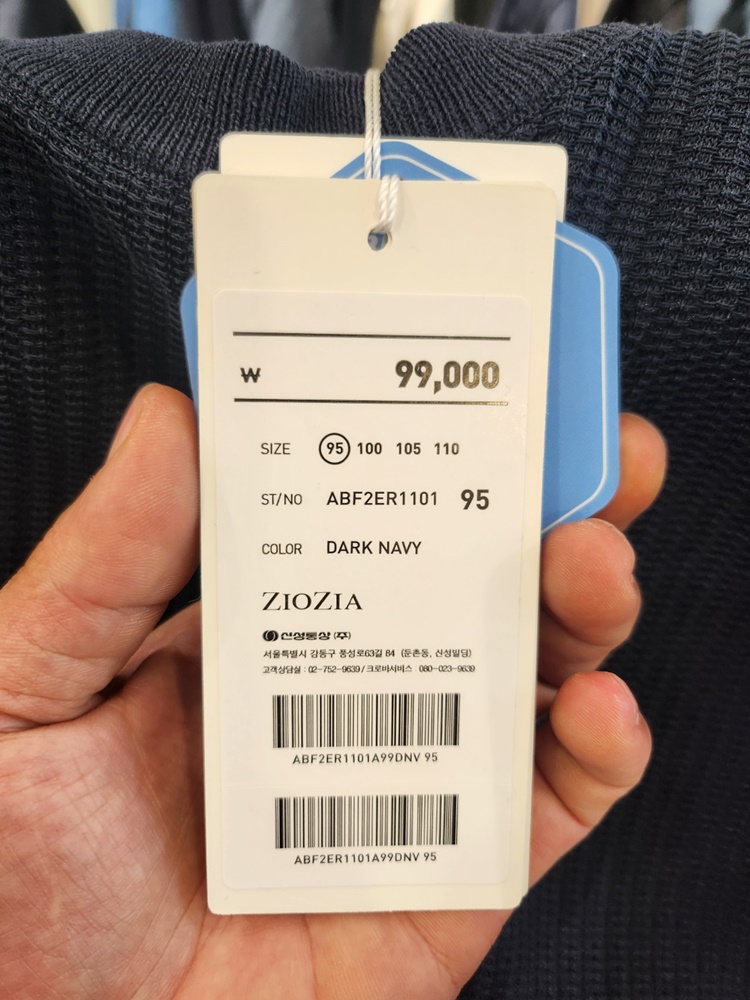 ₩ 99,000
SIZE 95 100 105 110
ST/NO ABF2ER1101 95
COLOR DARK NAVY
ZIOZIA
신성통상 (주)
서울특별시 강동구 풍성로63길 84 (둔촌동, 신성빌딩)
고객상담실 : 02-752-9639 / 크로바서비스 : 080-023-9639
ABF2ER1101A99DNV 95
ABF2ER1101A99DNV 95